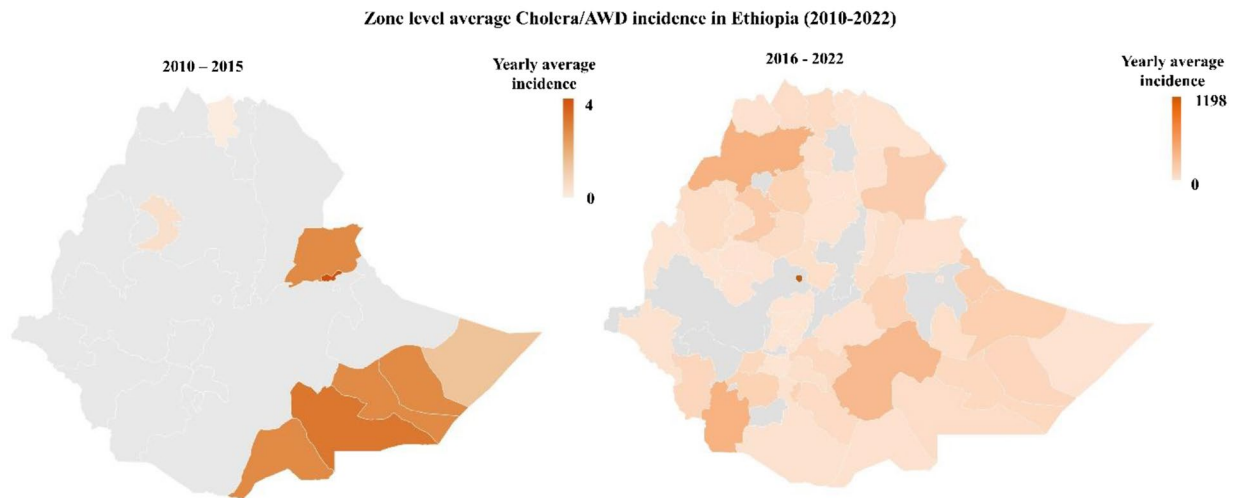 Zone level average Cholera/AWD incidence in Ethiopia (2010-2022)
2010 – 2015
Yearly average
incidence
4
0
2016 - 2022
Yearly average
incidence
1198
0